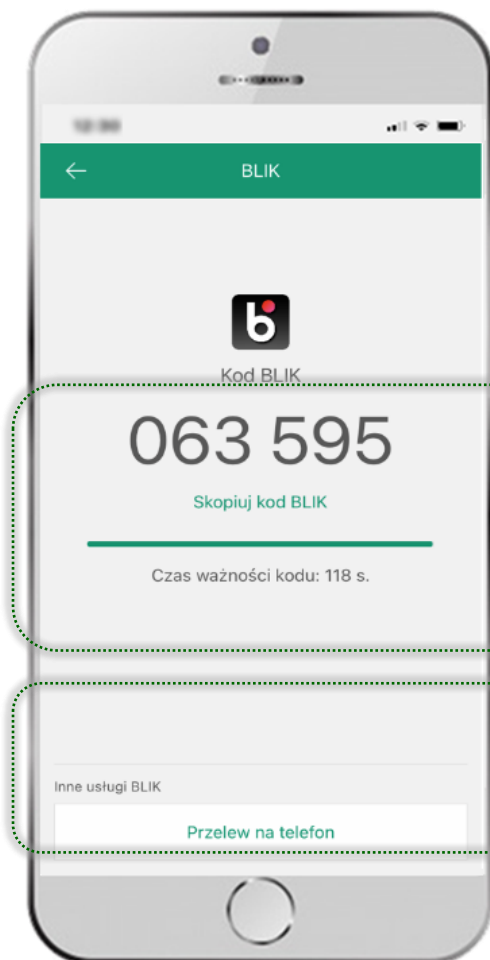 BLIK
Kod BLIK
063 595
Skopiuj kod BLIK
Czas ważności kodu: 118 s.
Inne usługi BLIK
Przelew na telefon